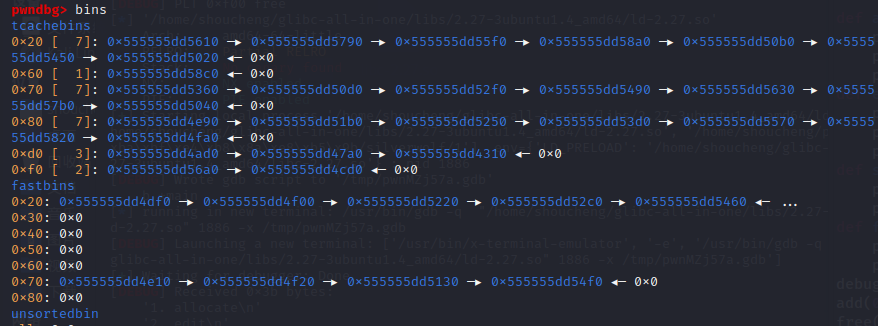 pwndbg> bins
tcachebins
0×20 [  7]: 0×555555dd5610 —▸ 0×555555dd5790 —▸ 0×555555dd55f0 —▸ 0×555555dd58a0 —▸ 0×555555dd50b0 —▸ 0×5555
55dd5450 —▸ 0×555555dd5020 ◂— 0×0
0×60 [  1]: 0×555555dd58c0 ◂— 0×0
0×70 [  7]: 0×555555dd5360 —▸ 0×555555dd50d0 —▸ 0×555555dd52f0 —▸ 0×555555dd5490 —▸ 0×555555dd5630 —▸ 0×5555
55dd57b0 —▸ 0×555555dd5040 ◂— 0×0
0×80 [  7]: 0×555555dd4e90 —▸ 0×555555dd51b0 —▸ 0×555555dd5250 —▸ 0×555555dd53d0 —▸ 0×555555dd5570 —▸ 0×5555
55dd5820 —▸ 0×555555dd4fa0 ◂— 0×0
0×d0 [  3]: 0×555555dd4ad0 —▸ 0×555555dd47a0 —▸ 0×555555dd4310 ◂— 0×0
0×f0 [  2]: 0×555555dd56a0 —▸ 0×555555dd4cd0 ◂— 0×0
fastbins
0×20: 0×555555dd4df0 —▸ 0×555555dd4f00 —▸ 0×555555dd5220 —▸ 0×555555dd52c0 —▸ 0×555555dd5460 ◂— ...
0×30: 0×0
0×40: 0×0
0×50: 0×0
0×60: 0×0
0×70: 0×555555dd4e10 —▸ 0×555555dd4f20 —▸ 0×555555dd5130 —▸ 0×555555dd54f0 ◂— 0×0
0×80: 0×0
unsortedbin